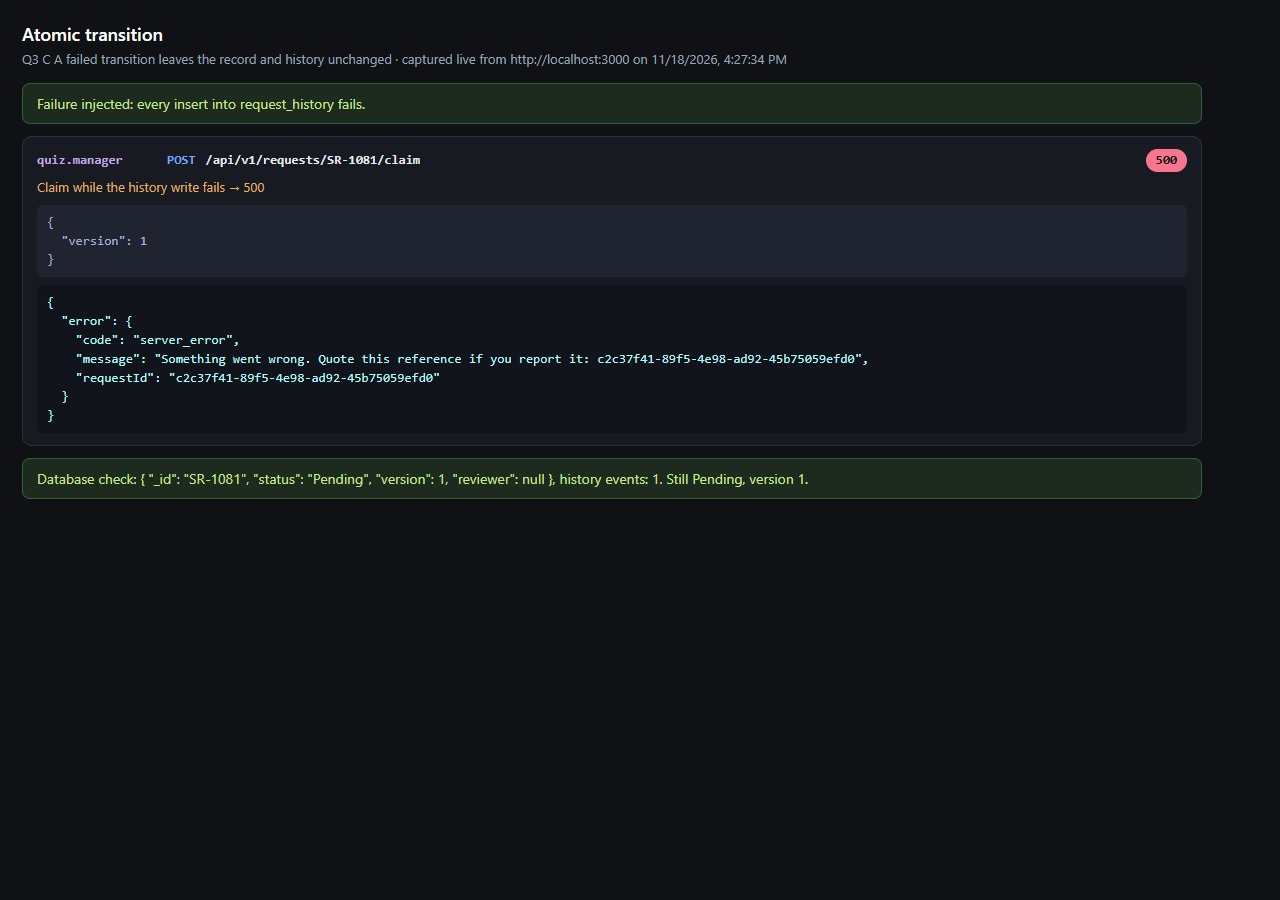 Atomic transition
Q3 C A failed transition leaves the record and history unchanged · captured live from http://localhost:3000 on 11/18/2026, 4:27:34 PM
Failure injected: every insert into request_history fails.
quiz.manager POST /api/v1/requests/SR-1081/claim 500
Claim while the history write fails → 500
{
  "version": 1
}
{
  "error": {
    "code": "server_error",
    "message": "Something went wrong. Quote this reference if you report it: c2c37f41-89f5-4e98-ad92-45b75059efd0",
    "requestId": "c2c37f41-89f5-4e98-ad92-45b75059efd0"
  }
}
Database check: { "_id": "SR-1081", "status": "Pending", "version": 1, "reviewer": null }, history events: 1. Still Pending, version 1.